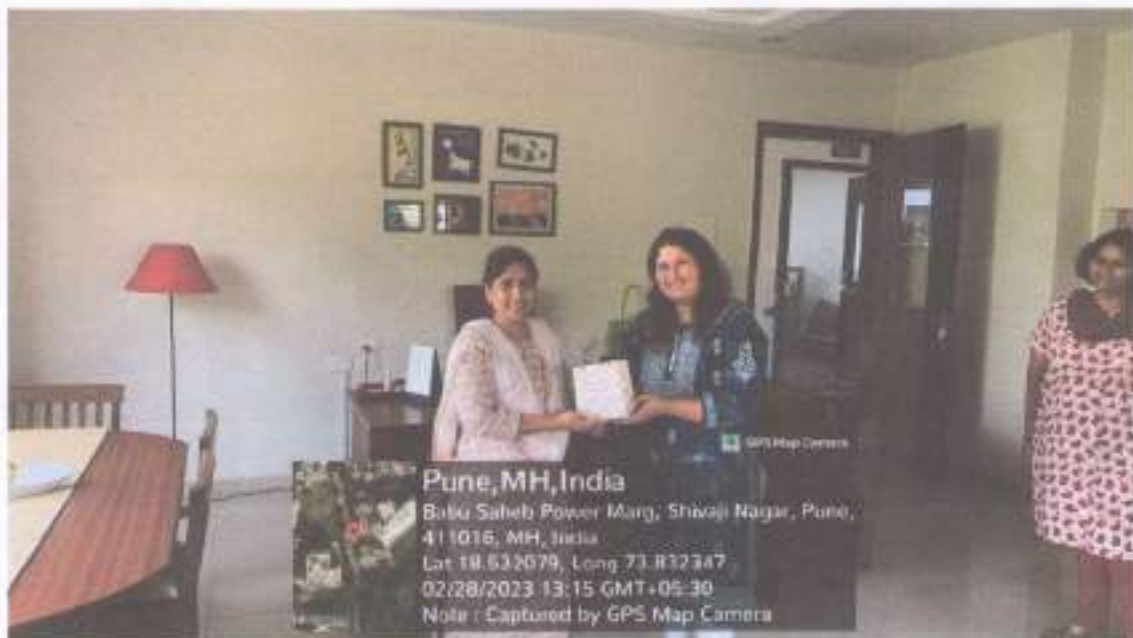 GPS Map Camera
Pune,MH,India
Babu Saheb Power Marg, Shivaji Nagar, Pune,
411016, MH, India
Lat 18.532079, Long 73.832347
02/28/2023 13:15 GMT+05:30
Note : Captured by GPS Map Camera